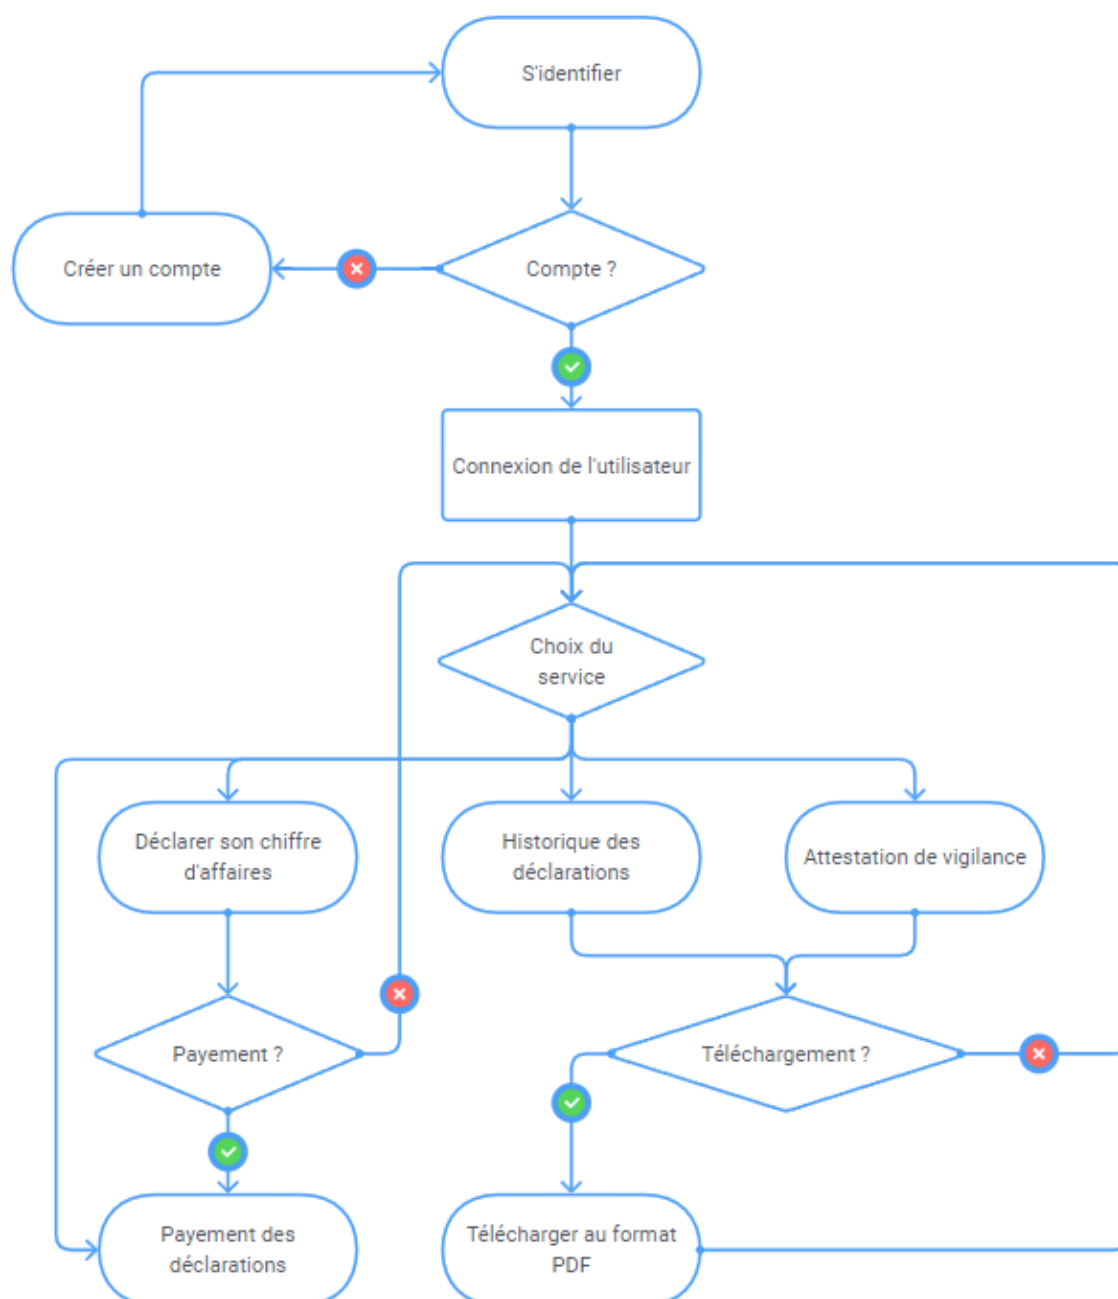 S'identifier
Créer un compte
Compte ?
Connexion de l'utilisateur
Choix du
service
Déclarer son chiffre
d'affaires
Historique des
déclarations
Attestation de vigilance
Payement ?
Téléchargement ?
Payement des
déclarations
Télécharger au format
PDF